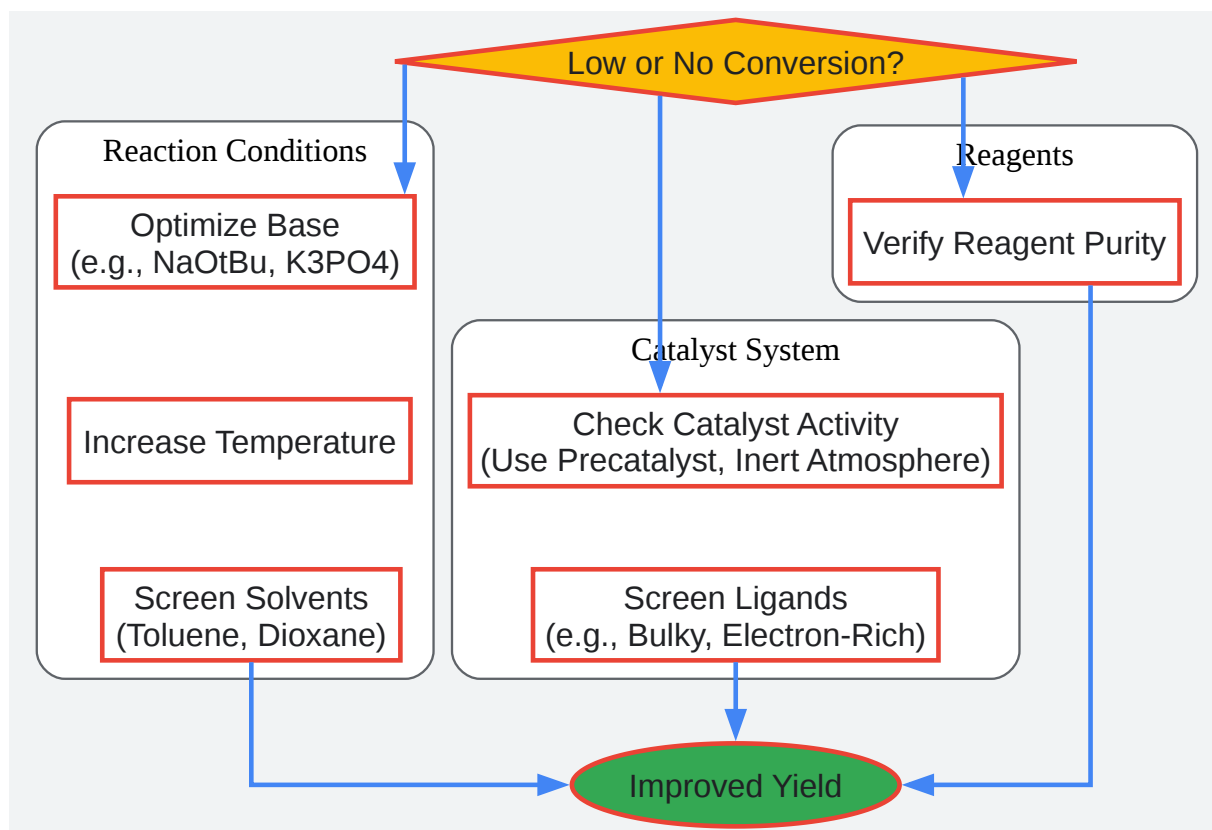 Low or No Conversion?
Reaction Conditions
Optimize Base
(e.g., NaOtBu, K3PO4)
Increase Temperature
Screen Solvents
(Toluene, Dioxane)
Catalyst System
Check Catalyst Activity
(Use Precatalyst, Inert Atmosphere)
Screen Ligands
(e.g., Bulky, Electron-Rich)
Reagents
Verify Reagent Purity
Improved Yield